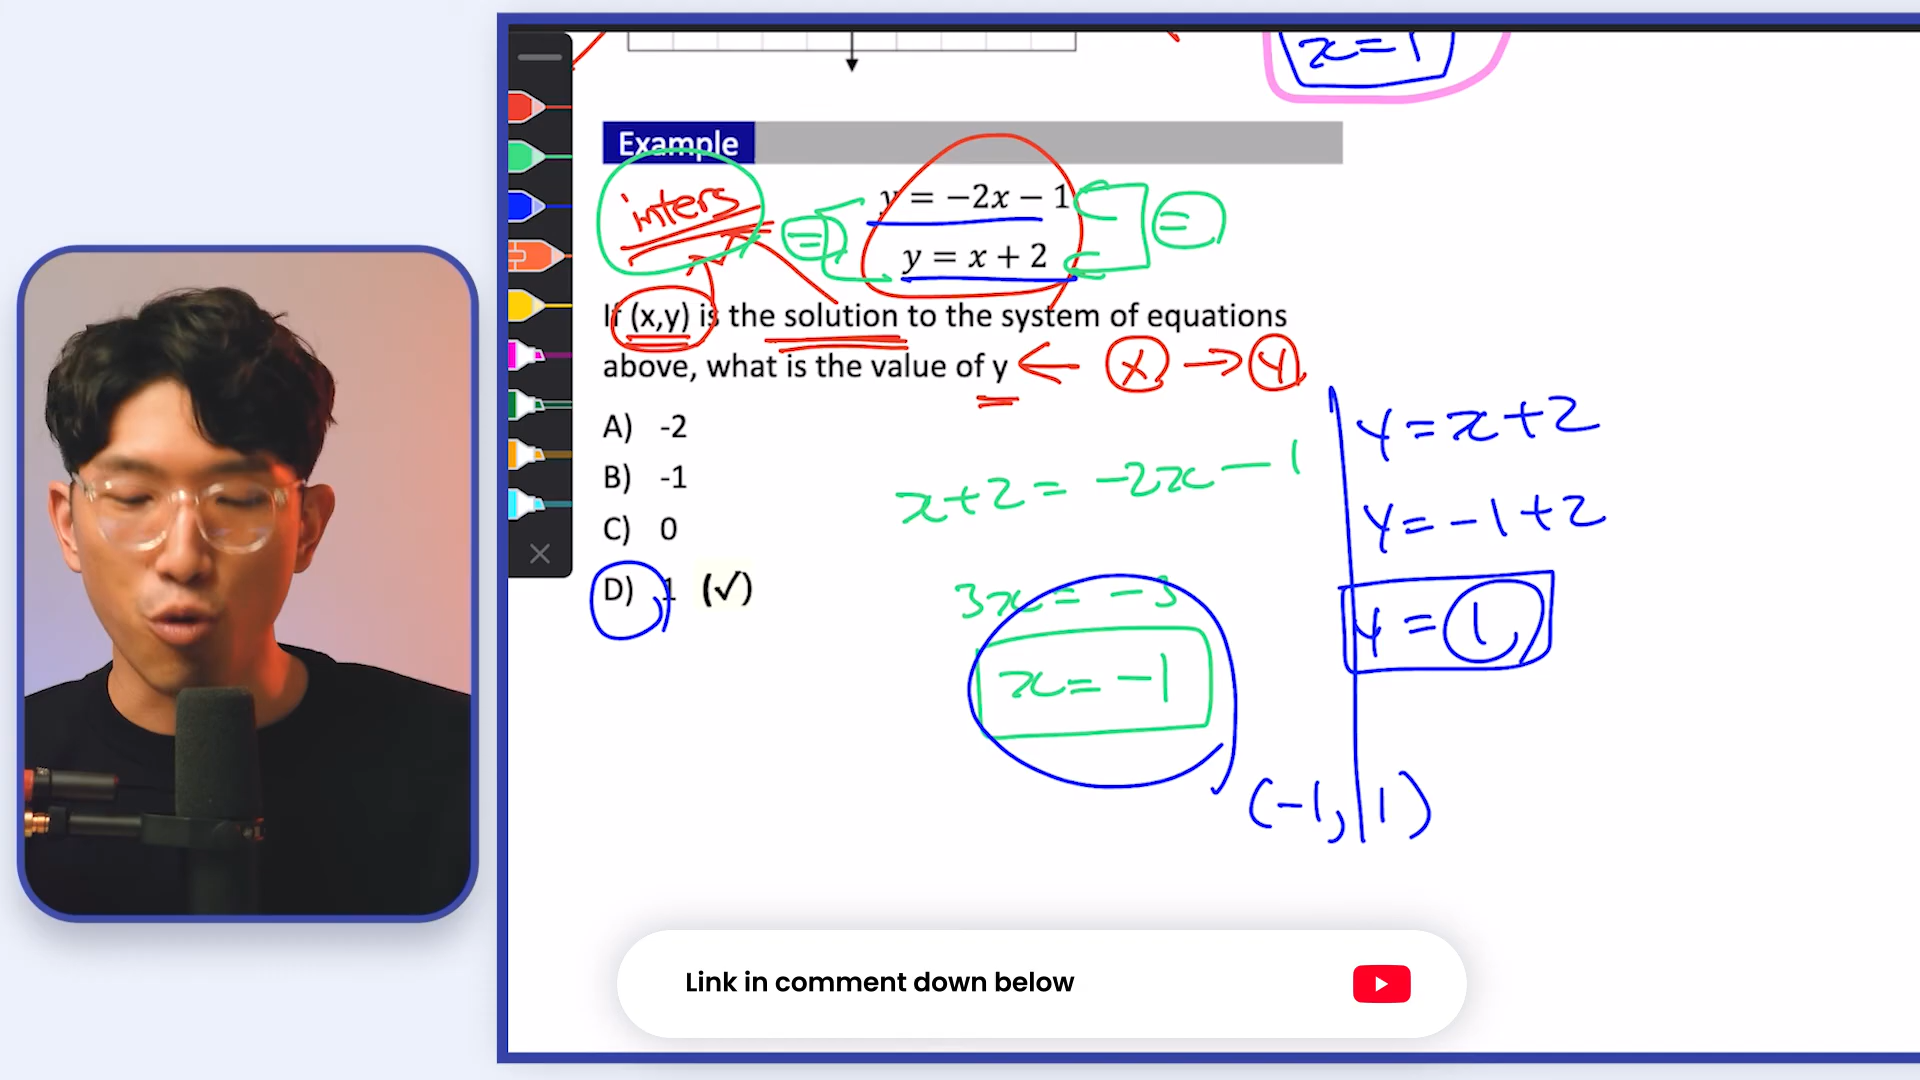 x=1
Example
inters
y = −2x − 1
=
=
y = x + 2
If (x,y) is the solution to the system of equations
above, what is the value of y ← x → y
A) -2
B) -1
C) 0
D) 1 (✓)
x+2 = -2x - 1
3x = -3
x = -1
y = x+2
y = -1+2
y = 1
(-1, 1)
Link in comment down below